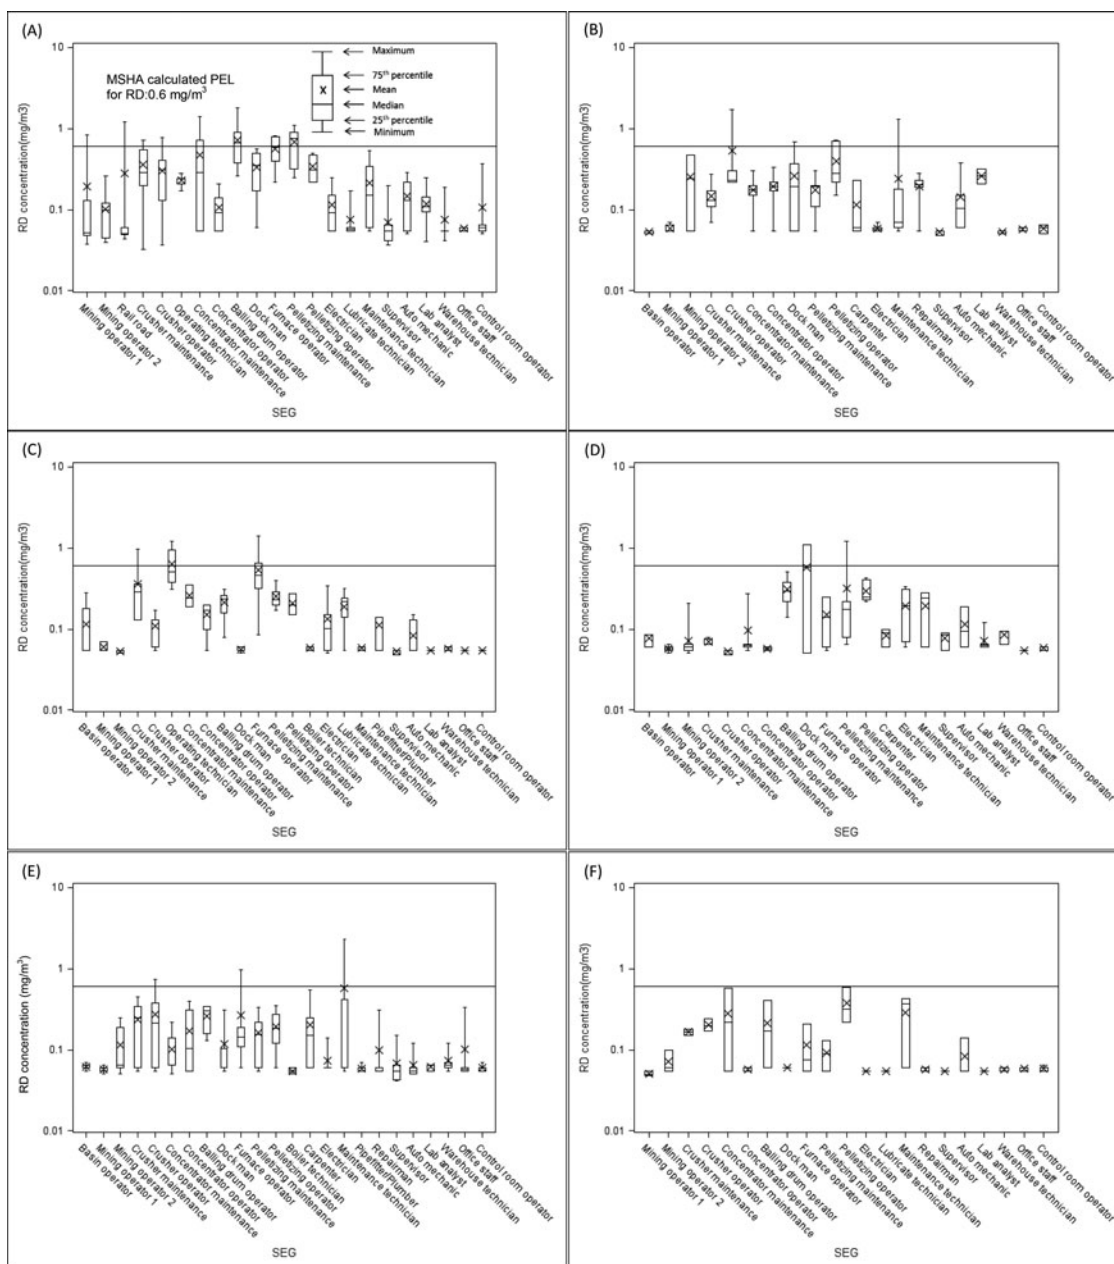 (A)
10
1
0.1
0.01
RD concentration(mg/m3)
MSHA calculated PEL
for RD:0.6 mg/m³
Maximum
75th percentile
Mean
Median
25th percentile
Minimum
Mining operator 1
Mining operator 2
Rail road
Crusher maintenance
Crusher operator
Operating technician
Concentrator maintenance
Concentrator operator
Balling drum operator
Dock man
Furnace operator
Pelletizing maintenance
Pelletizing operator
Electrician
Lubricate technician
Maintenance technician
Supervisor
Auto mechanic
Lab analyst
Warehouse technician
Office staff
Control room operator
SEG
(B)
10
1
0.1
0.01
RD concentration(mg/m3)
Basin operator
Mining operator 1
Mining operator 2
Crusher maintenance
Crusher operator
Concentrator maintenance
Concentrator operator
Dock man
Pelletizing maintenance
Pelletizing operator
Carpenter
Electrician
Maintenance technician
Repairman
Supervisor
Auto mechanic
Lab analyst
Warehouse technician
Office staff
Control room operator
SEG
(C)
10
1
0.1
0.01
RD concentration(mg/m3)
Basin operator
Mining operator 1
Mining operator 2
Crusher maintenance
Crusher operator
Operating technician
Concentrator maintenance
Concentrator operator
Balling drum operator
Dock man
Furnace operator
Pelletizing maintenance
Pelletizing operator
Boiler technician
Electrician
Lubricate technician
Maintenance technician
Pipefitter/Plumber
Supervisor
Auto mechanic
Lab analyst
Warehouse technician
Office staff
Control room operator
SEG
(D)
10
1
0.1
0.01
RD concentration(mg/m3)
Basin operator
Mining operator 1
Mining operator 2
Crusher maintenance
Crusher operator
Concentrator maintenance
Concentrator operator
Balling drum operator
Dock man
Furnace operator
Pelletizing maintenance
Pelletizing operator
Carpenter
Electrician
Maintenance technician
Supervisor
Auto mechanic
Lab analyst
Warehouse technician
Office staff
Control room operator
SEG
(E)
10
1
0.1
0.01
RD concentration (mg/m³)
Basin operator
Mining operator 1
Mining operator 2
Crusher maintenance
Crusher operator
Concentrator maintenance
Concentrator operator
Balling drum operator
Dock man
Furnace operator
Pelletizing maintenance
Pelletizing operator
Boiler technician
Carpenter
Electrician
Maintenance technician
Pipefitter/Plumber
Repairman
Supervisor
Auto mechanic
Lab analyst
Warehouse technician
Office staff
Control room operator
SEG
(F)
10
1
0.1
0.01
RD concentration(mg/m3)
Mining operator 1
Mining operator 2
Crusher maintenance
Crusher operator
Concentrator maintenance
Concentrator operator
Balling drum operator
Dock man
Furnace operator
Pelletizing maintenance
Pelletizing operator
Electrician
Lubricate technician
Maintenance technician
Repairman
Supervisor
Auto mechanic
Lab analyst
Warehouse technician
Office staff
Control room operator
SEG